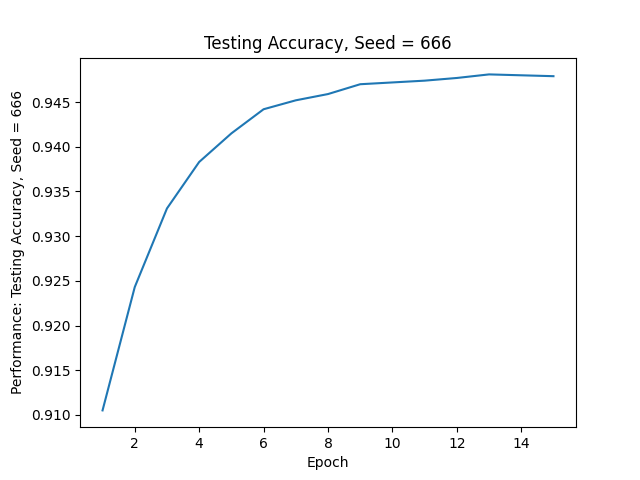 Testing Accuracy, Seed = 666
Performance: Testing Accuracy, Seed = 666
0.945
0.940
0.935
0.930
0.925
0.920
0.915
0.910
2 4 6 8 10 12 14
Epoch